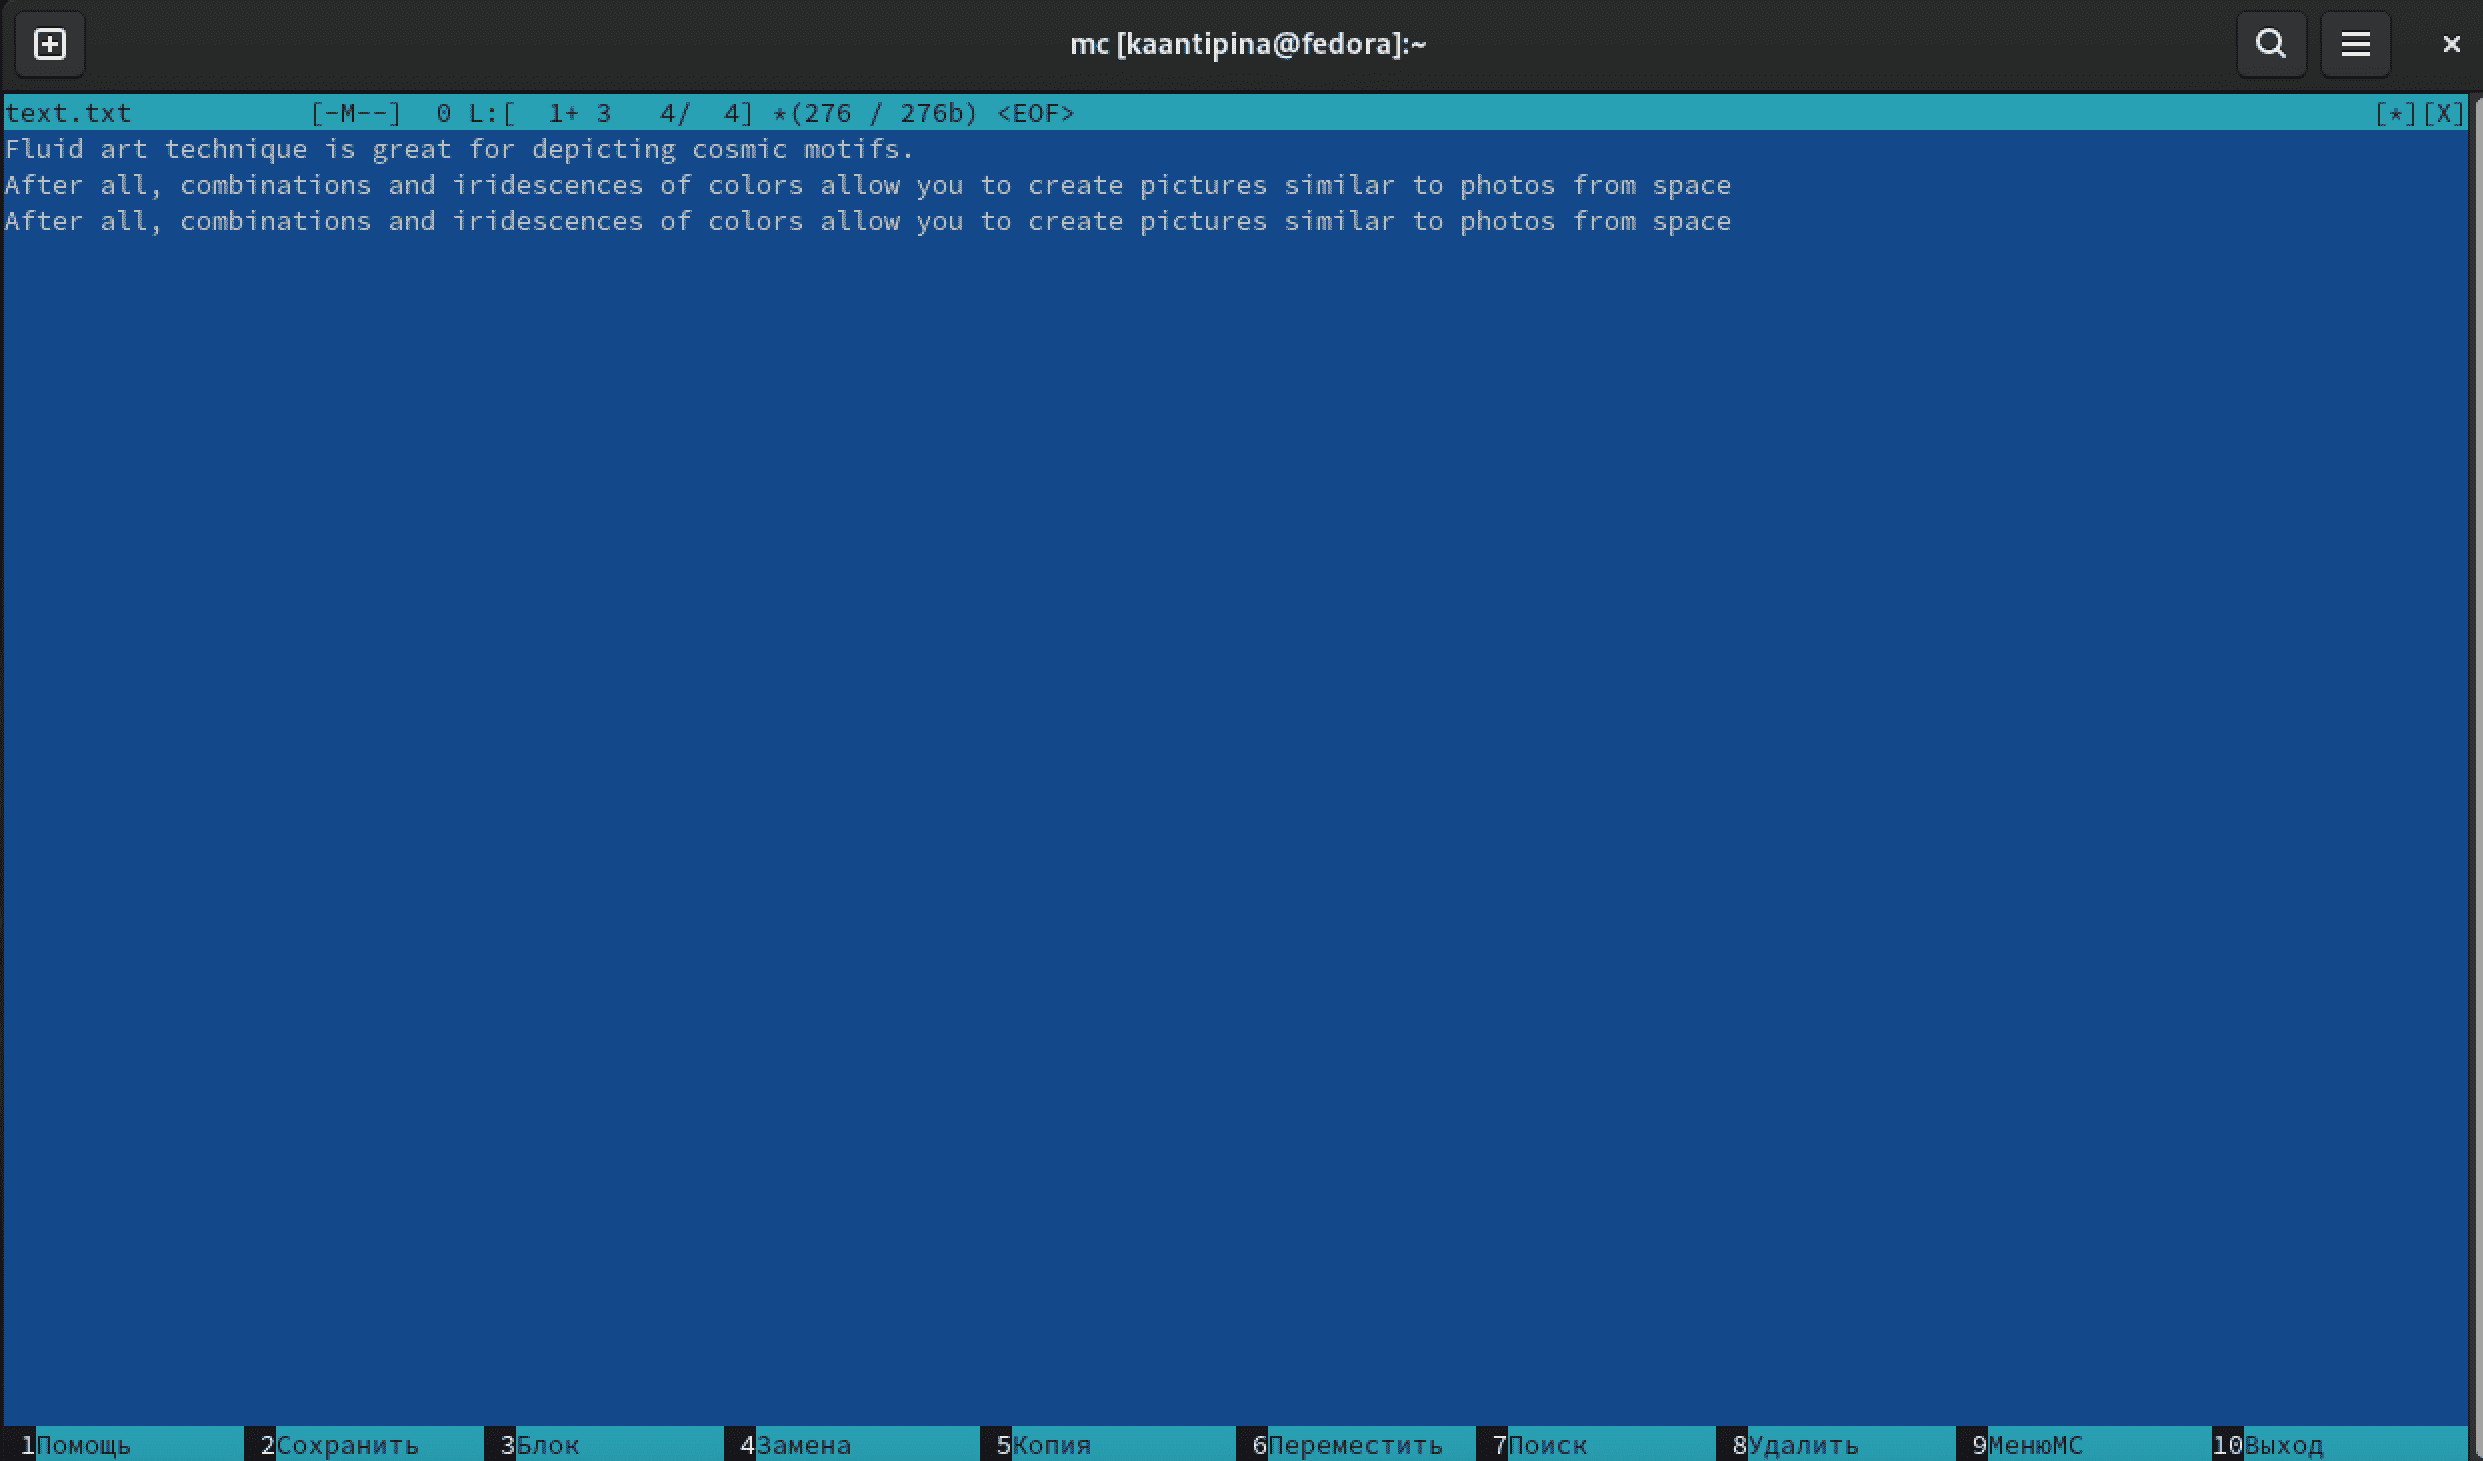 mc [kaantipina@fedora]:~
text.txt [-M--] 0 L:[ 1+ 3 4/ 4] *(276 / 276b) <EOF> [*][X]
Fluid art technique is great for depicting cosmic motifs.
After all, combinations and iridescences of colors allow you to create pictures similar to photos from space
After all, combinations and iridescences of colors allow you to create pictures similar to photos from space
1Помощь 2Сохранить 3Блок 4Замена 5Копия 6Переместить 7Поиск 8Удалить 9МенюMC 10Выход